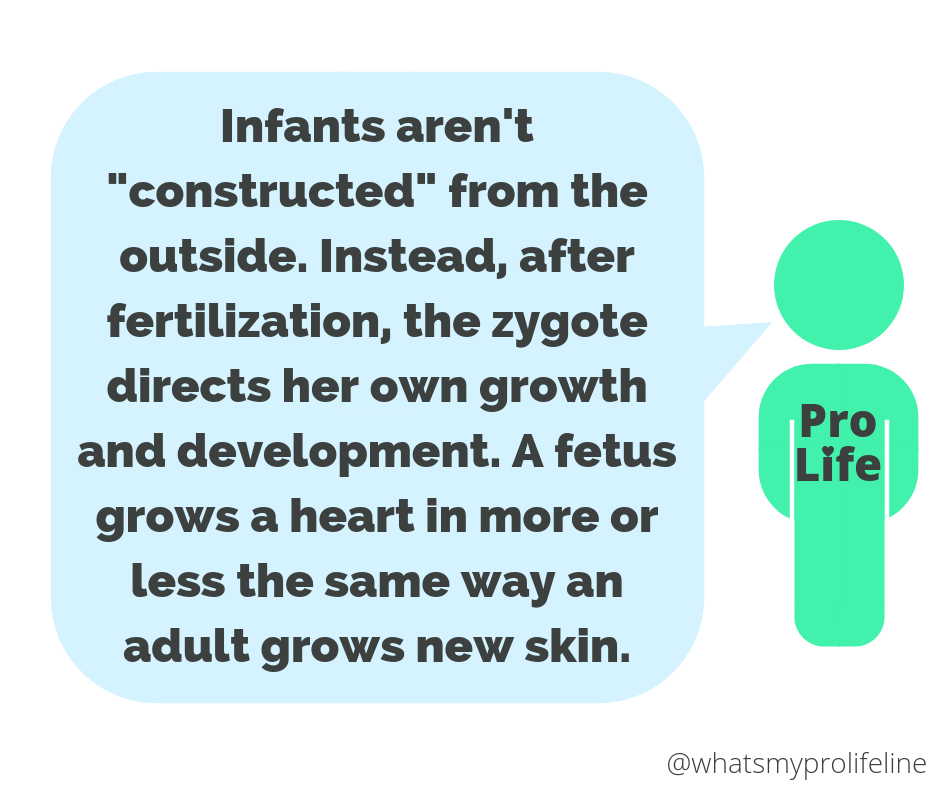 Infants aren't
"constructed" from the
outside. Instead, after
fertilization, the zygote
directs her own growth
and development. A fetus
grows a heart in more or
less the same way an
adult grows new skin.
Pro
Life
@whatsmyprolifeline